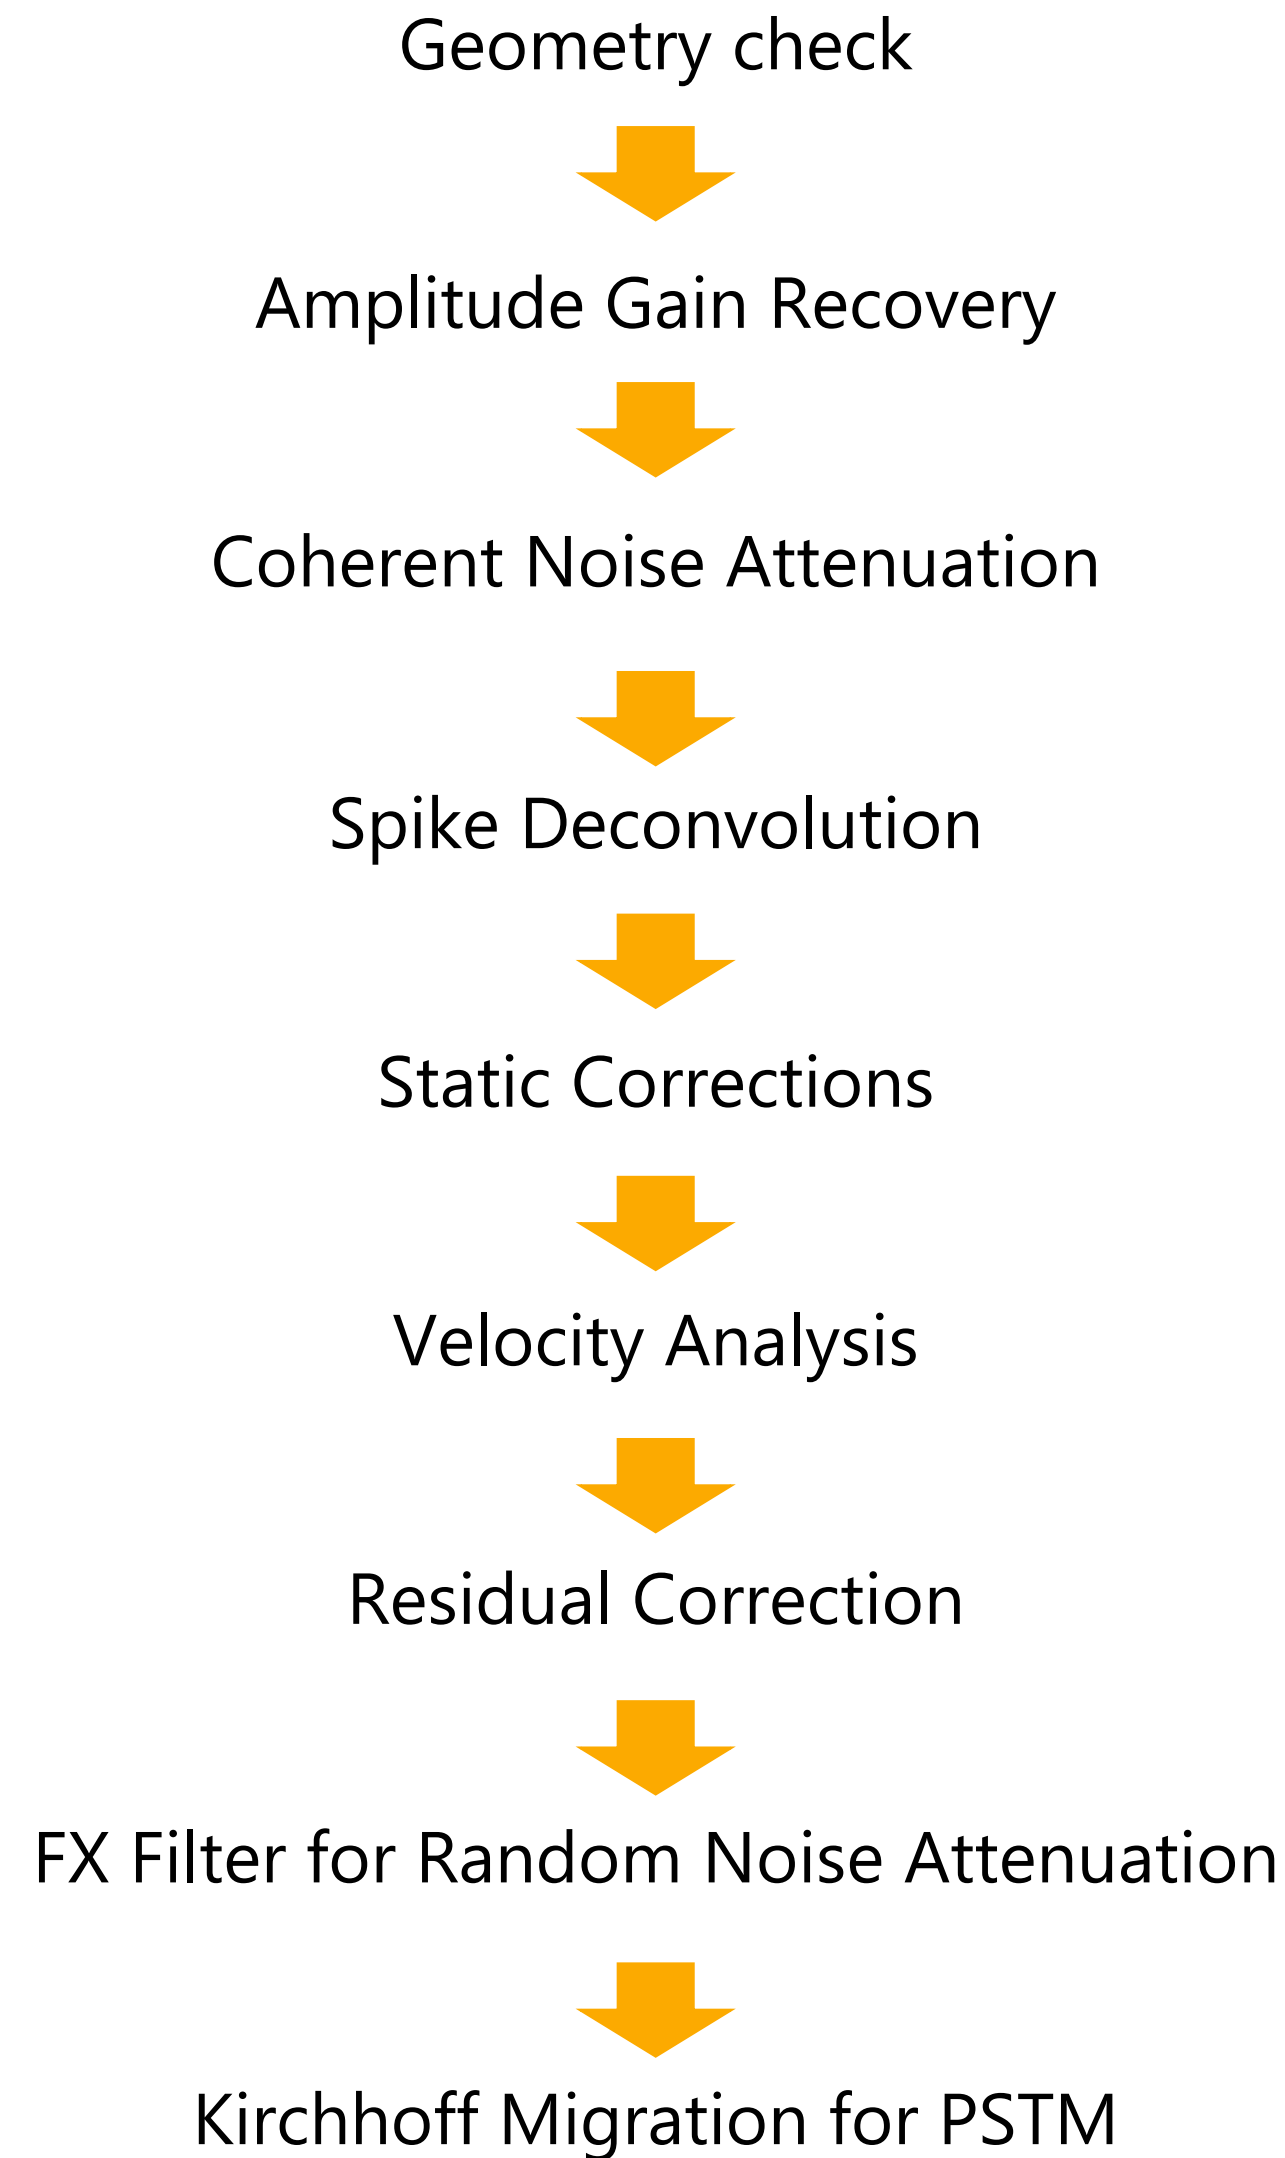 Geometry check
Amplitude Gain Recovery
Coherent Noise Attenuation
Spike Deconvolution
Static Corrections
Velocity Analysis
Residual Correction
FX Filter for Random Noise Attenuation
Kirchhoff Migration for PSTM